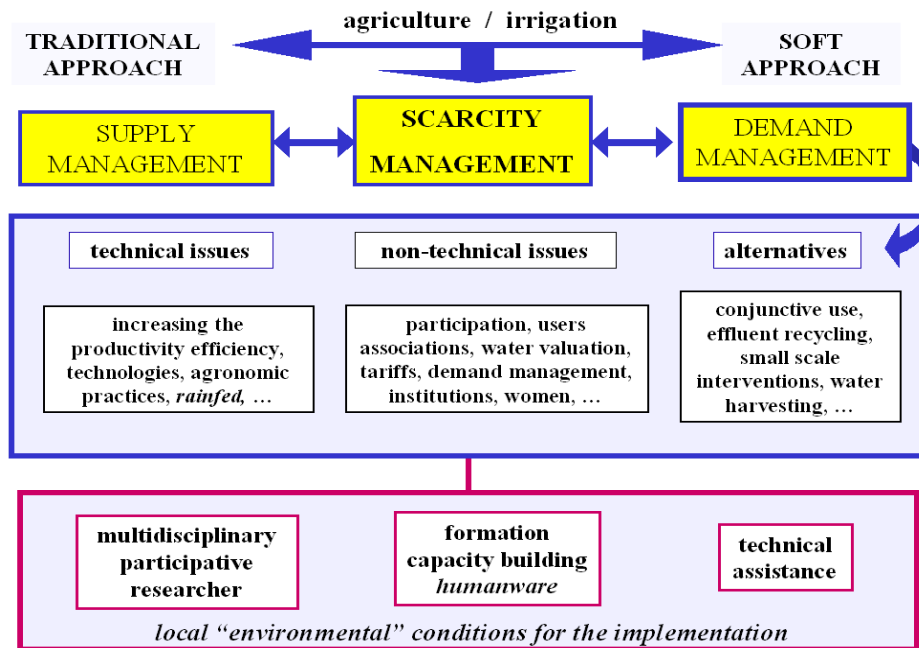 agriculture / irrigation
TRADITIONAL
APPROACH
SOFT
APPROACH
SUPPLY
MANAGEMENT
SCARCITY
MANAGEMENT
DEMAND
MANAGEMENT
technical issues
non-technical issues
alternatives
increasing the
productivity efficiency,
technologies, agronomic
practices, rainfed, …
participation, users
associations, water valuation,
tariffs, demand management,
institutions, women, …
conjunctive use,
effluent recycling,
small scale
interventions, water
harvesting, …
multidisciplinary
participative
researcher
formation
capacity building
humanware
technical
assistance
local “environmental” conditions for the implementation